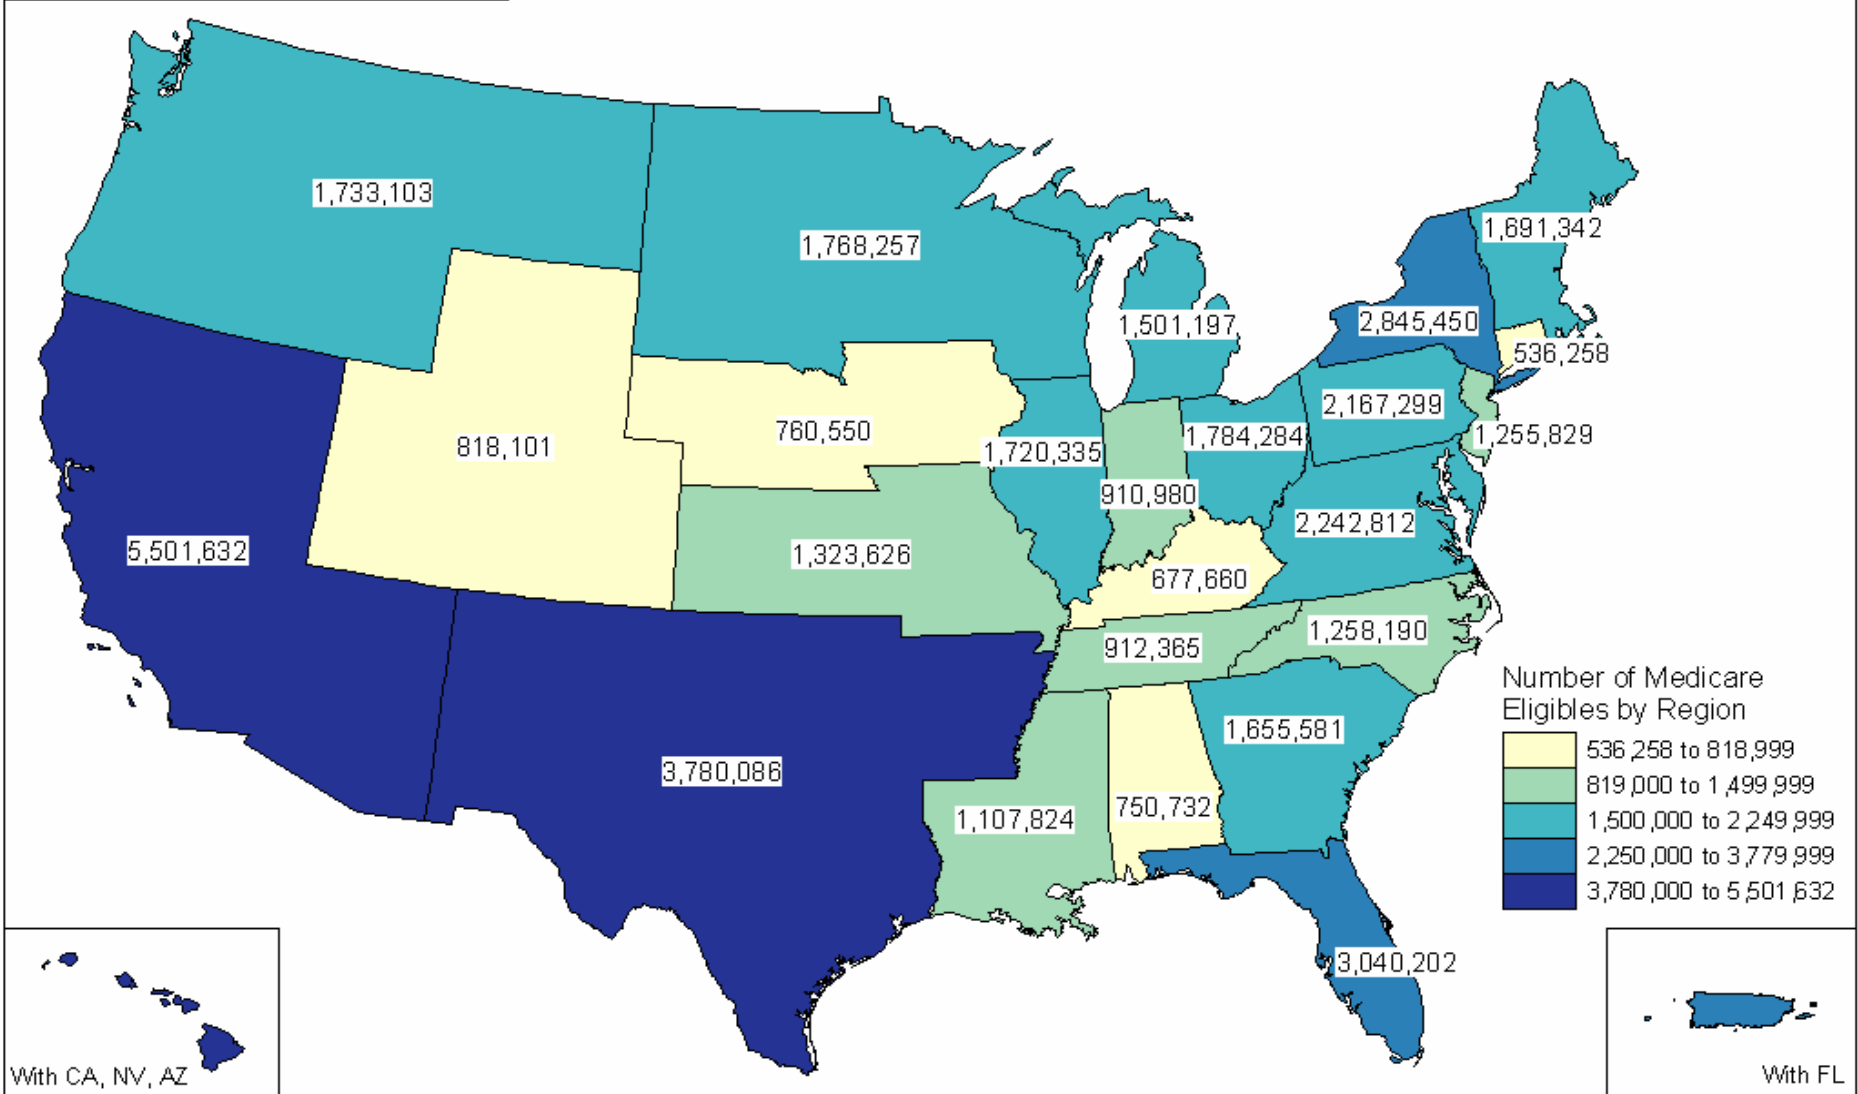 1,733,103
1,768,257
1,691,342
1,501,197
2,845,450
536,258
2,167,299
760,550
818,101
1,720,335
1,784,284
1,255,829
910,980
2,242,812
5,501,632
1,323,626
677,660
912,365
1,258,190
1,655,581
3,780,086
1,107,824
750,732
3,040,202
Number of Medicare
Eligibles by Region
536,258 to 818,999
819,000 to 1,499,999
1,500,000 to 2,249,999
2,250,000 to 3,779,999
3,780,000 to 5,501,632
With CA, NV, AZ
With FL